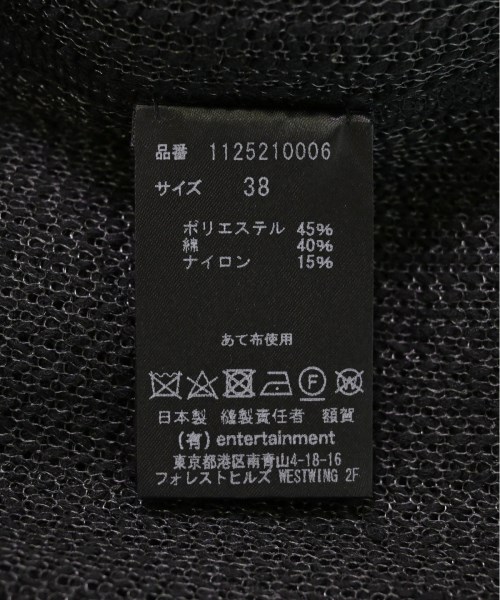 品番 1125210006
サイズ 38
ポリエステル 45%
綿 40%
ナイロン 15%
あて布使用
日本製 縫製責任者 額賀
(有) entertainment
東京都港区南青山4-18-16
フォレストヒルズ WESTWING 2F